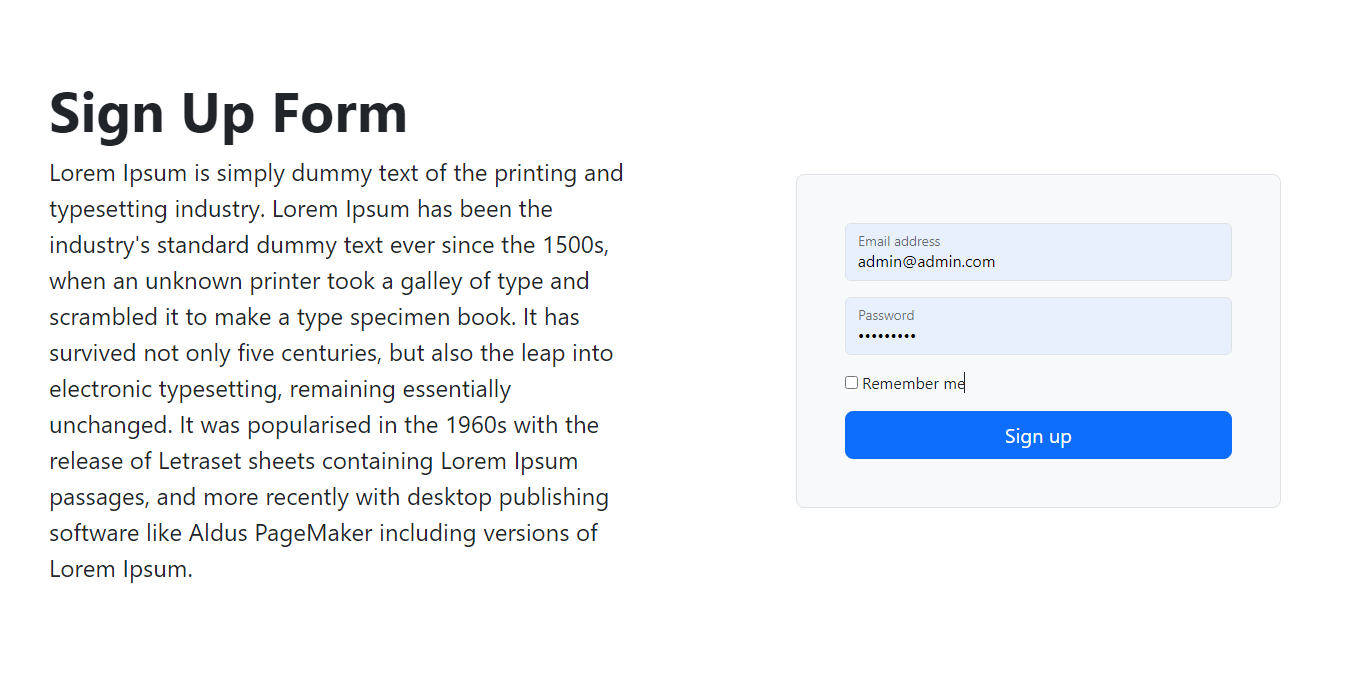 Sign Up Form
Lorem Ipsum is simply dummy text of the printing and
typesetting industry. Lorem Ipsum has been the
industry's standard dummy text ever since the 1500s,
when an unknown printer took a galley of type and
scrambled it to make a type specimen book. It has
survived not only five centuries, but also the leap into
electronic typesetting, remaining essentially
unchanged. It was popularised in the 1960s with the
release of Letraset sheets containing Lorem Ipsum
passages, and more recently with desktop publishing
software like Aldus PageMaker including versions of
Lorem Ipsum.
Email address
admin@admin.com
Password
•••••••••
Remember me
Sign up